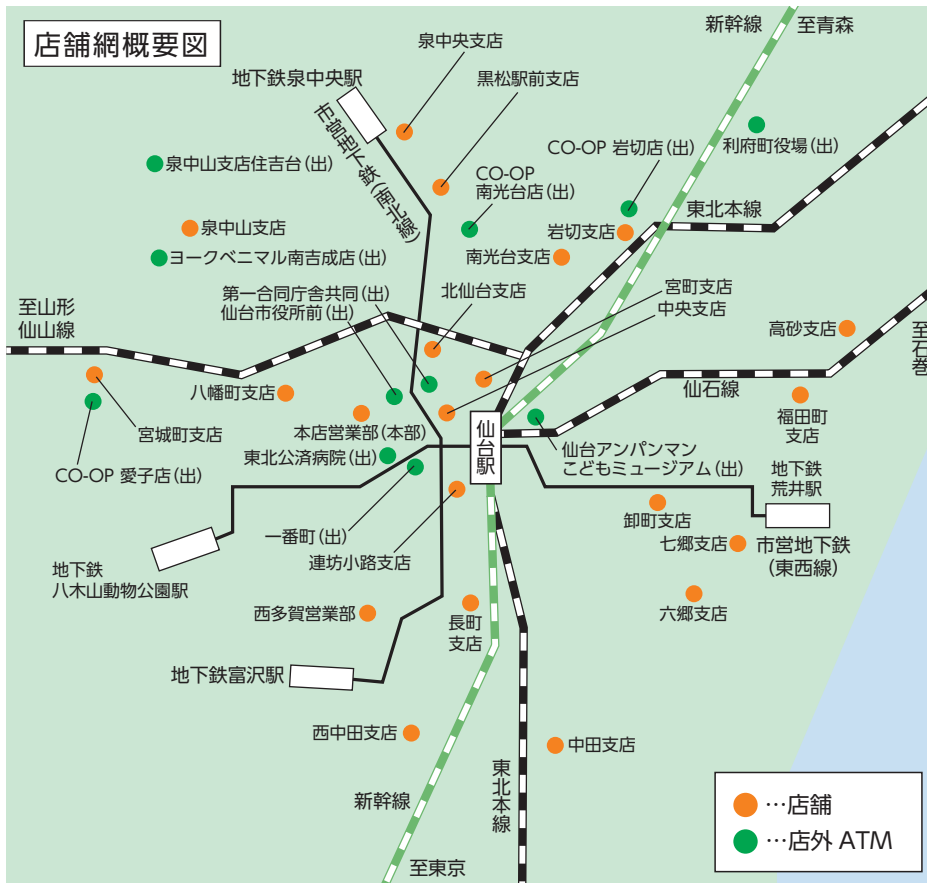 店舗網概要図
新幹線
至青森
泉中央支店
地下鉄泉中央駅
黒松駅前支店
市営地下鉄(南北線)
利府町役場(出)
CO-OP 岩切店(出)
泉中山支店住吉台(出)
CO-OP
南光台店(出)
東北本線
泉中山支店
岩切支店
南光台支店
ヨークベニマル南吉成店(出)
宮町支店
北仙台支店
第一合同庁舎共同(出)
仙台市役所前(出)
中央支店
至山形
仙山線
高砂支店
至石巻
仙石線
八幡町支店
福田町
支店
宮城町支店
本店営業部(本部)
仙台駅
仙台アンパンマン
こどもミュージアム(出)
東北公済病院(出)
CO-OP 愛子店(出)
地下鉄
荒井駅
一番町(出)
卸町支店
連坊小路支店
七郷支店
市営地下鉄
(東西線)
地下鉄
八木山動物公園駅
西多賀営業部
長町
支店
六郷支店
地下鉄富沢駅
西中田支店
中田支店
東北本線
新幹線
至東京
…店舗
…店外 ATM